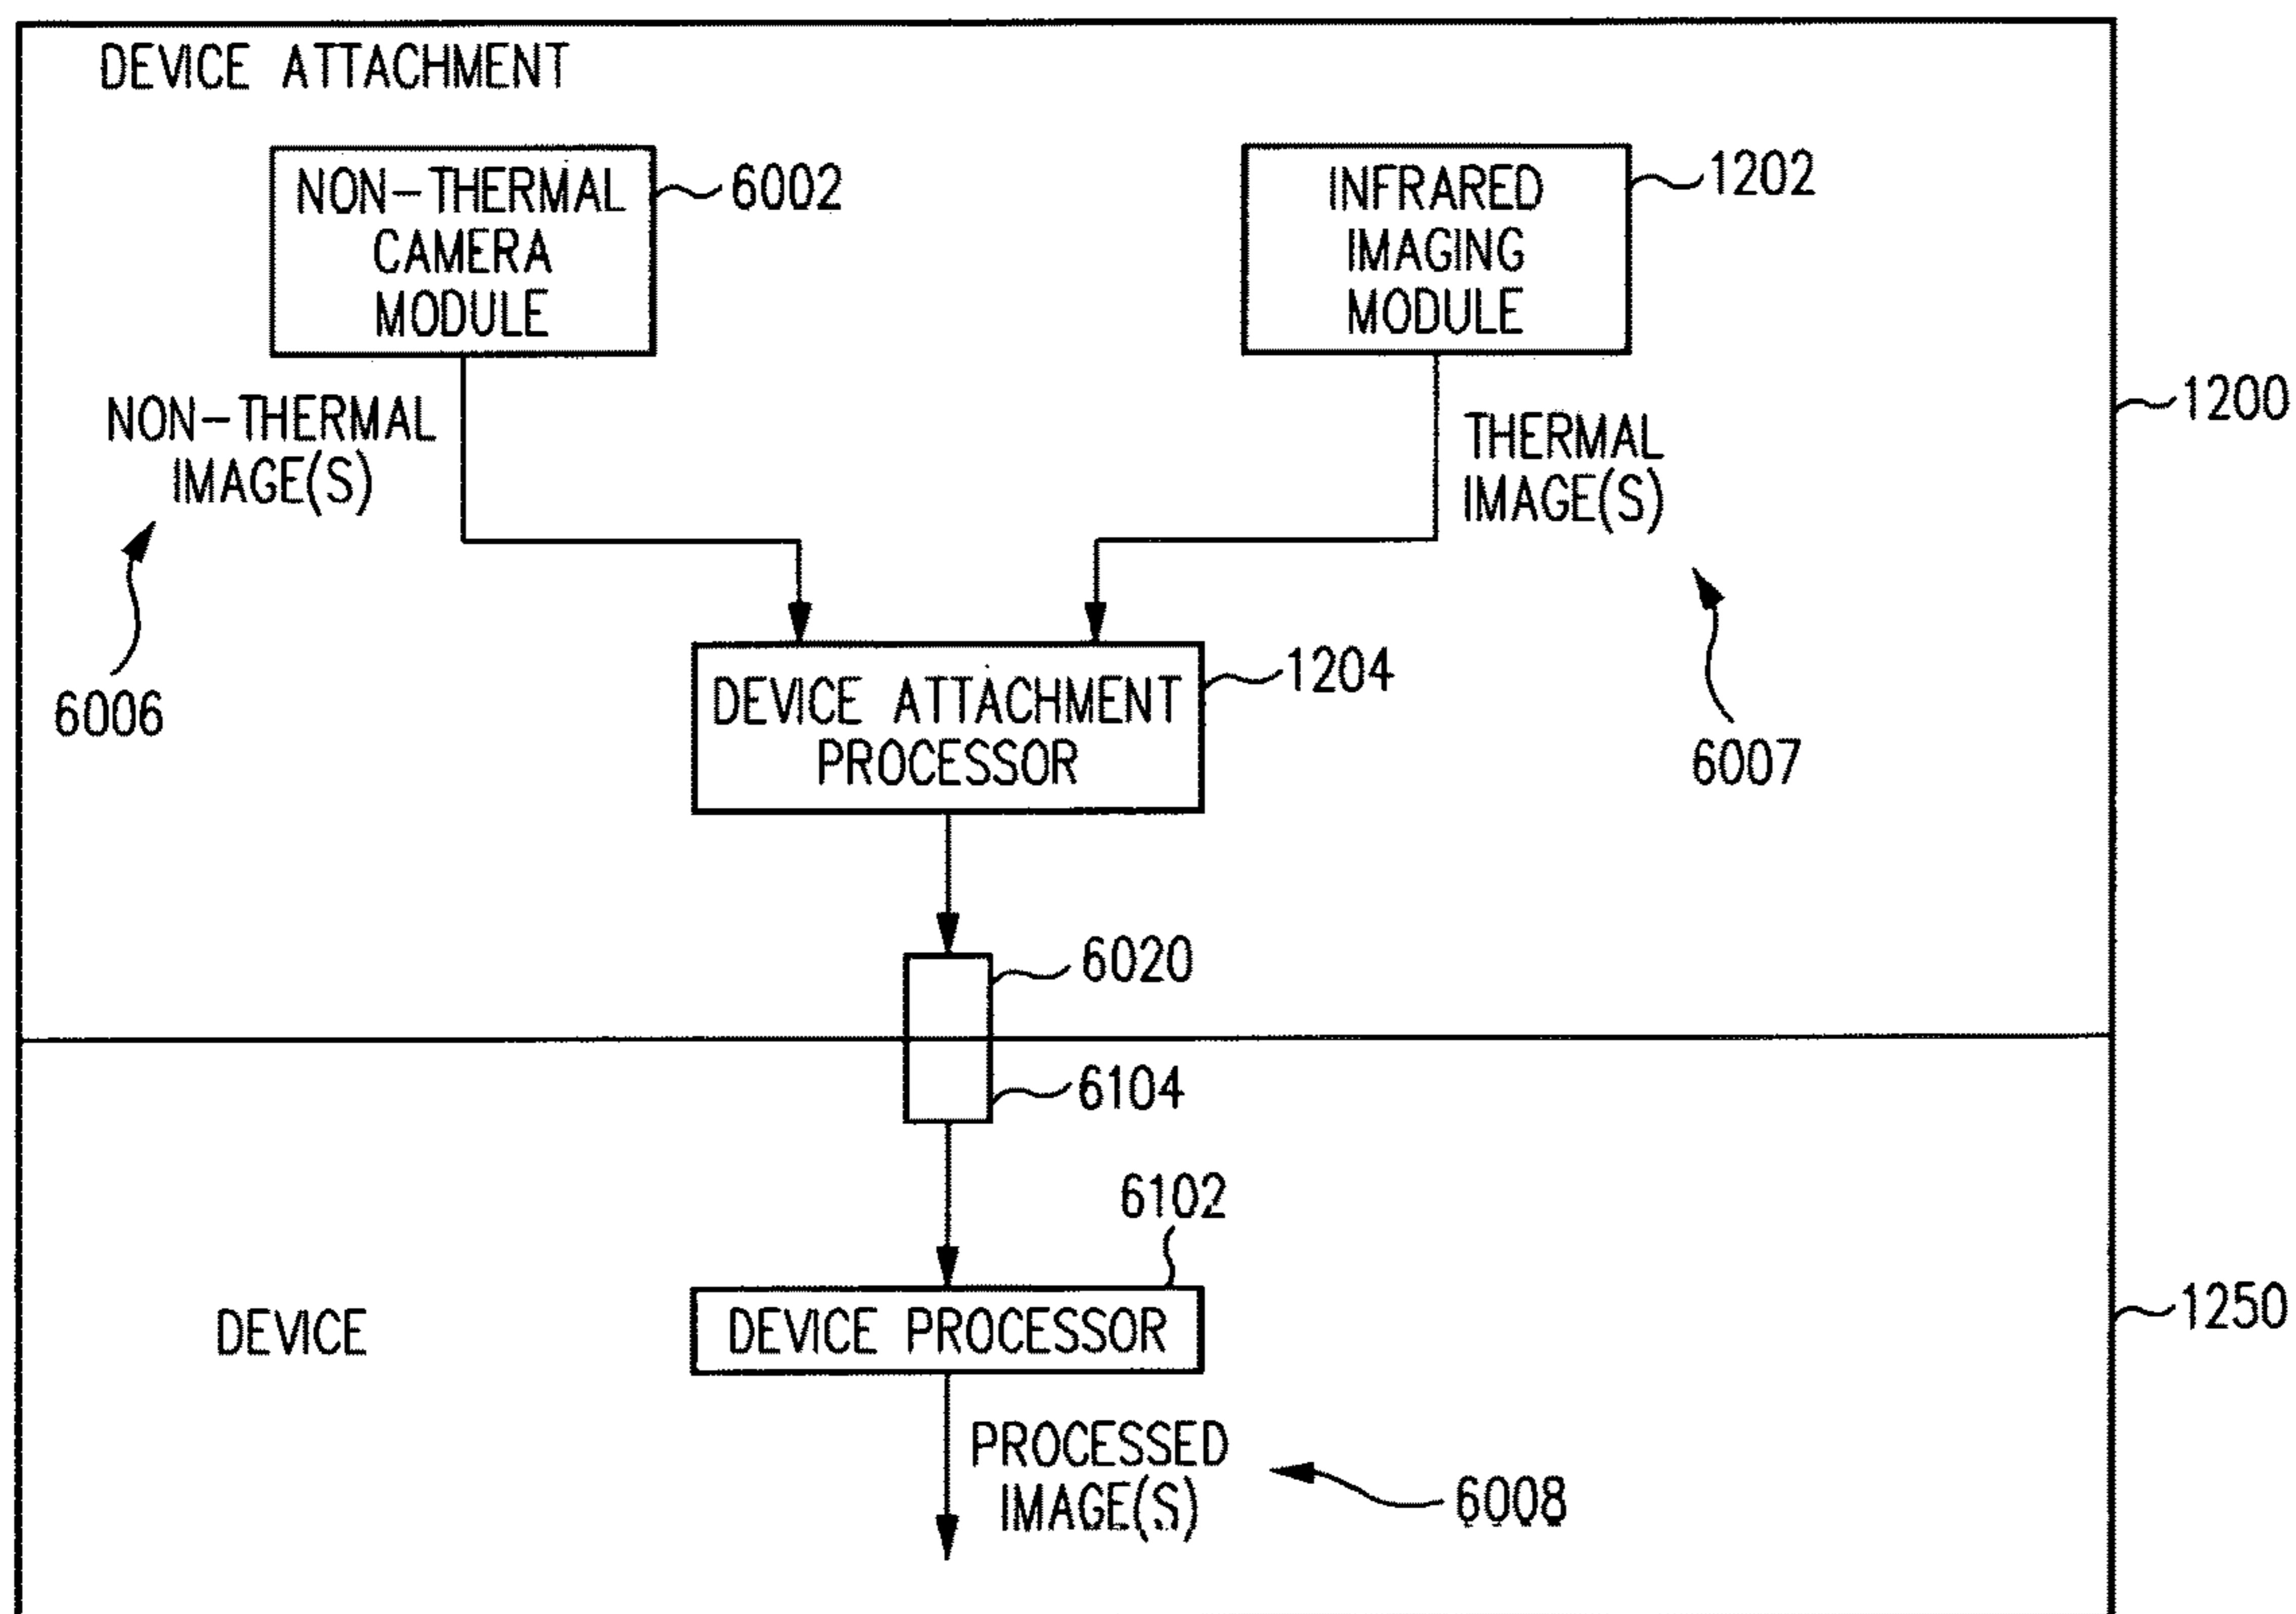 DEVICE ATTACHMENT
NON-THERMAL
CAMERA
MODULE
6002
INFRARED
IMAGING
MODULE
1202
1200
NON-THERMAL
IMAGE(S)
THERMAL
IMAGE(S)
6006
DEVICE ATTACHMENT
PROCESSOR
1204
6007
6020
6104
6102
DEVICE
DEVICE PROCESSOR
1250
PROCESSED
IMAGE(S)
6008